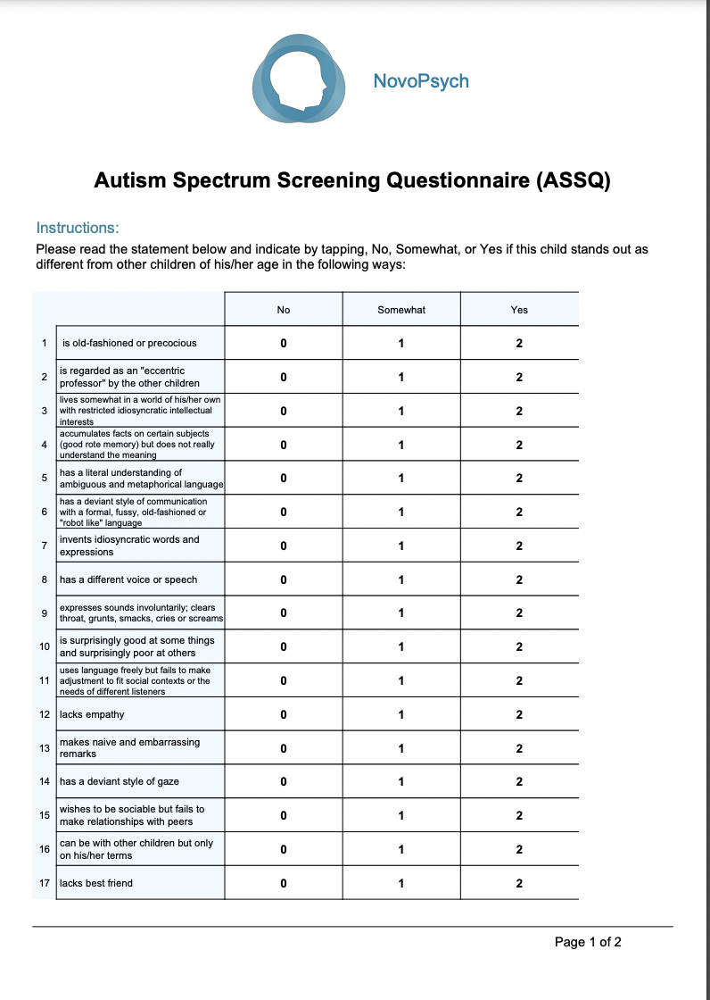 NovoPsych
Autism Spectrum Screening Questionnaire (ASSQ)
Instructions:
Please read the statement below and indicate by tapping, No, Somewhat, or Yes if this child stands out as
different from other children of his/her age in the following ways:
No Somewhat Yes
1 is old-fashioned or precocious 0 1 2
2 is regarded as an "eccentric
professor" by the other children 0 1 2
3 lives somewhat in a world of his/her own
with restricted idiosyncratic intellectual
interests 0 1 2
4 accumulates facts on certain subjects
(good rote memory) but does not really
understand the meaning 0 1 2
5 has a literal understanding of
ambiguous and metaphorical language 0 1 2
6 has a deviant style of communication
with a formal, fussy, old-fashioned or
"robot like" language 0 1 2
7 invents idiosyncratic words and
expressions 0 1 2
8 has a different voice or speech 0 1 2
9 expresses sounds involuntarily; clears
throat, grunts, smacks, cries or screams 0 1 2
10 is surprisingly good at some things
and surprisingly poor at others 0 1 2
11 uses language freely but fails to make
adjustment to fit social contexts or the
needs of different listeners 0 1 2
12 lacks empathy 0 1 2
13 makes naive and embarrassing
remarks 0 1 2
14 has a deviant style of gaze 0 1 2
15 wishes to be sociable but fails to
make relationships with peers 0 1 2
16 can be with other children but only
on his/her terms 0 1 2
17 lacks best friend 0 1 2
Page 1 of 2